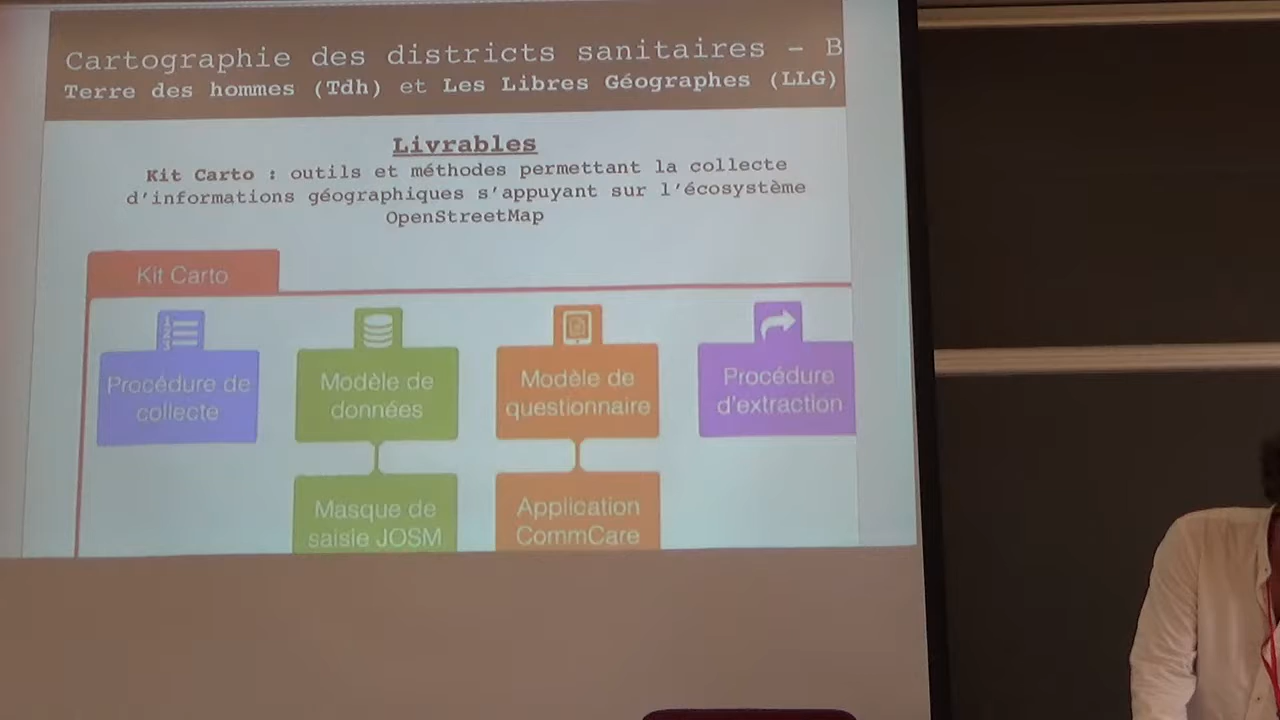 Cartographie des districts sanitaires – B
Terre des hommes (Tdh) et Les Libres Géographes (LLG)
Livrables
Kit Carto : outils et méthodes permettant la collecte
d'informations géographiques s'appuyant sur l'écosystème
OpenStreetMap
Kit Carto
Procédure de
collecte
Modèle de
données
Modèle de
questionnaire
Procédure
d'extraction
Masque de
saisie JOSM
Application
CommCare